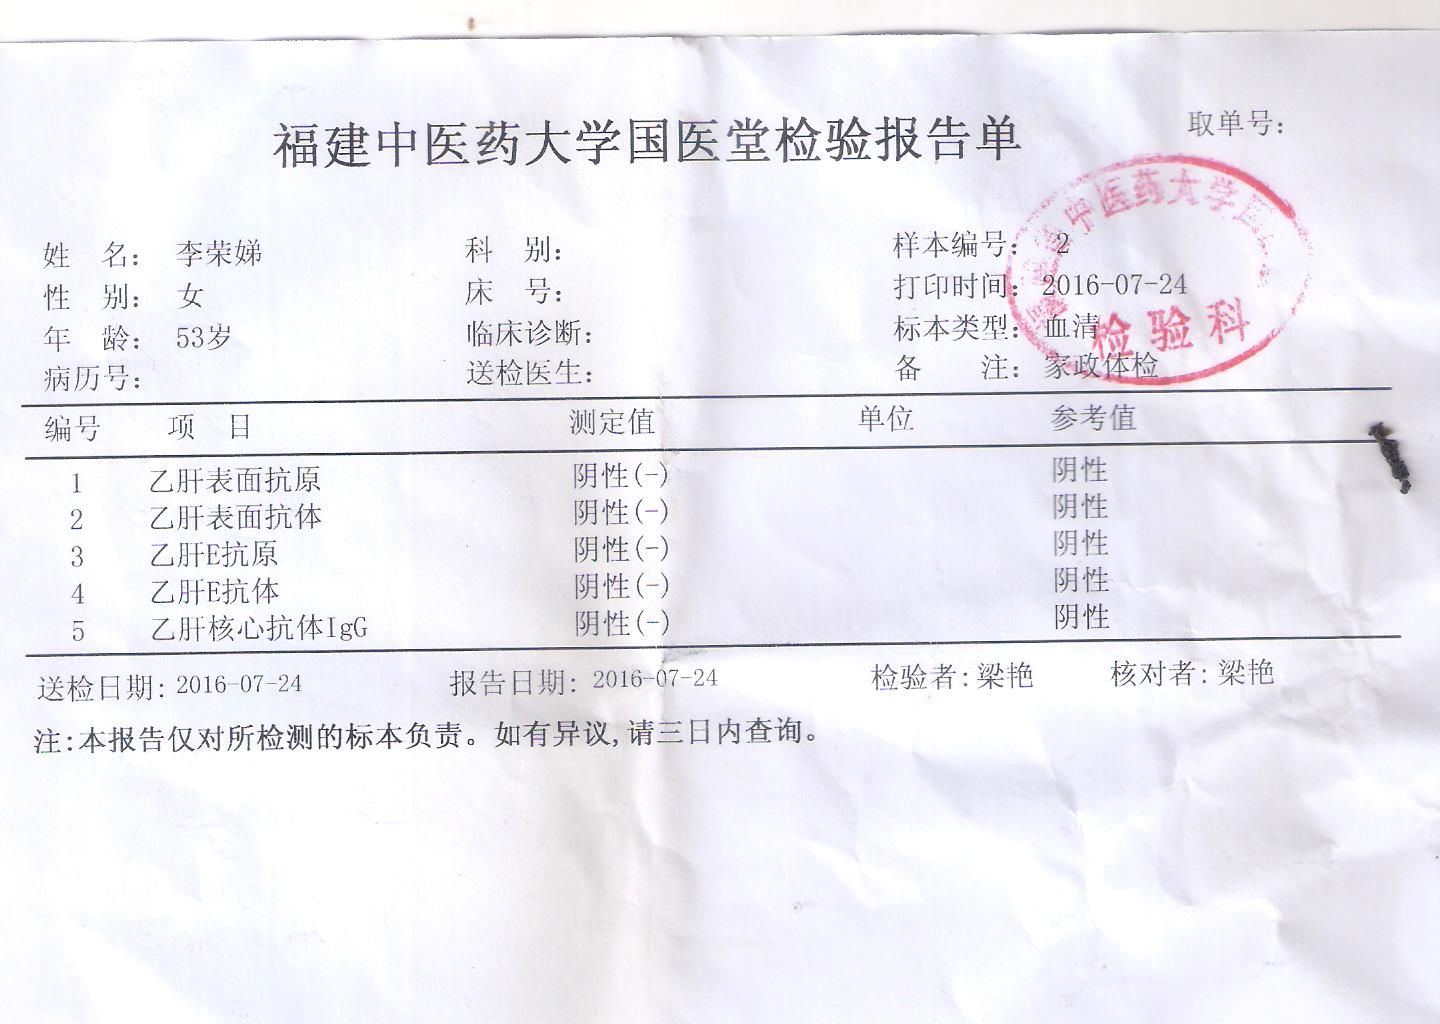 福建中医药大学国医堂检验报告单
取单号：
姓 名： 李荣娣 科 别： 样本编号： 2
性 别： 女 床 号： 打印时间： 2016-07-24
年 龄： 53岁 临床诊断： 标本类型： 血清
病历号： 送检医生： 备 注： 家政体检
中医药大学国
检验科
编号 项 目 测定值 单位 参考值
1 乙肝表面抗原 阴性(-) 阴性
2 乙肝表面抗体 阴性(-) 阴性
3 乙肝E抗原 阴性(-) 阴性
4 乙肝E抗体 阴性(-) 阴性
5 乙肝核心抗体IgG 阴性(-) 阴性
送检日期: 2016-07-24 报告日期: 2016-07-24 检验者: 梁艳 核对者: 梁艳
注:本报告仅对所检测的标本负责。如有异议,请三日内查询。